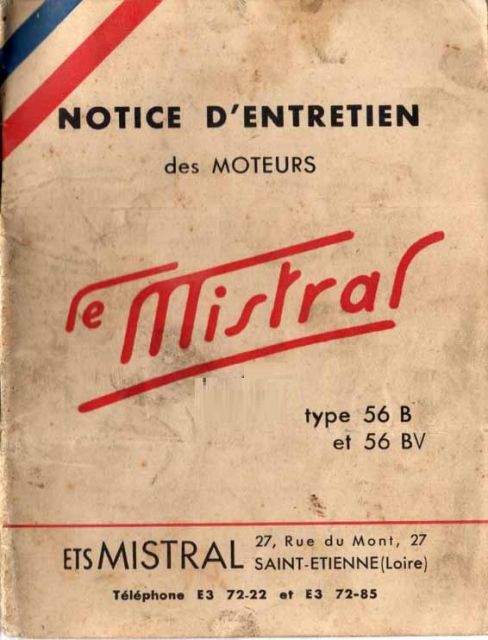 NOTICE D'ENTRETIEN
des MOTEURS
le Mistral
type 56 B
et 56 BV
ETS MISTRAL 27, Rue du Mont, 27
SAINT-ETIENNE (Loire)
Téléphone E3 72-22 et E3 72-85